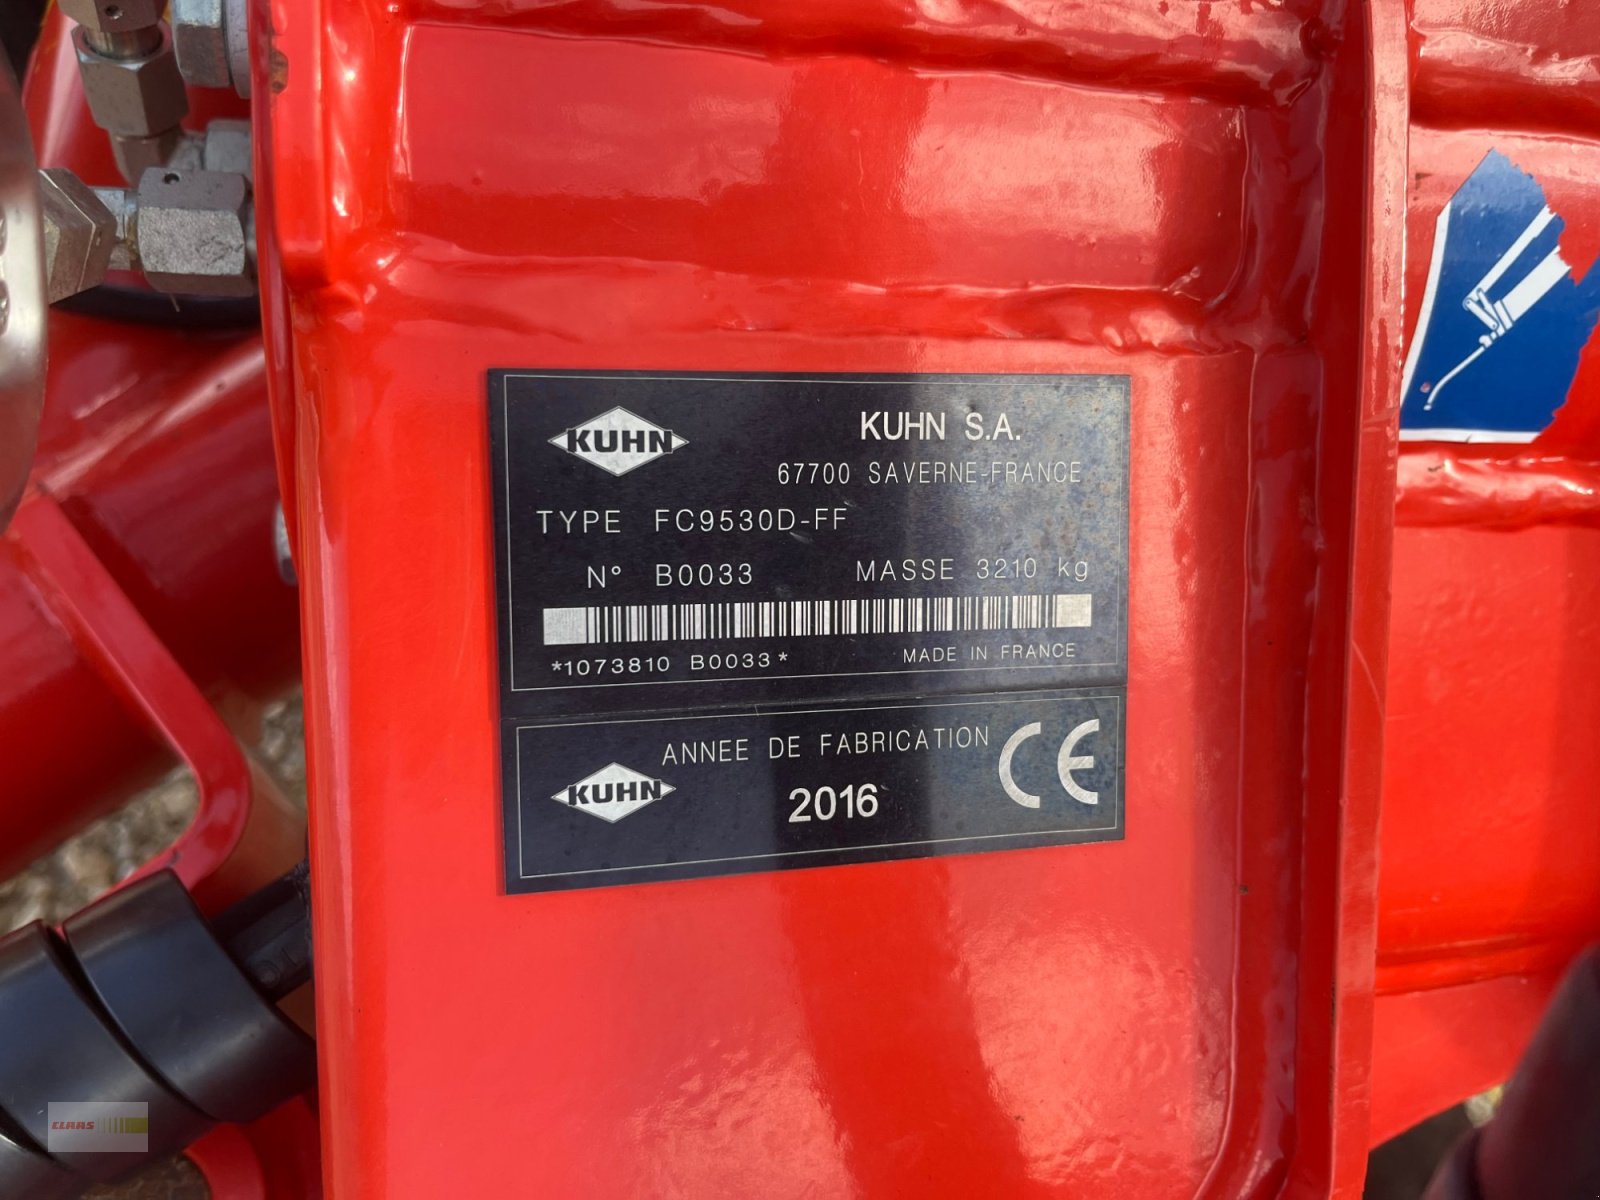 KUHN
KUHN S.A.
67700 SAVERNE-FRANCE
TYPE FC9530D-FF
N° B0033 MASSE 3210 kg
*1073810 B0033*
MADE IN FRANCE
ANNEE DE FABRICATION
CE
KUHN
2016
CLAAS